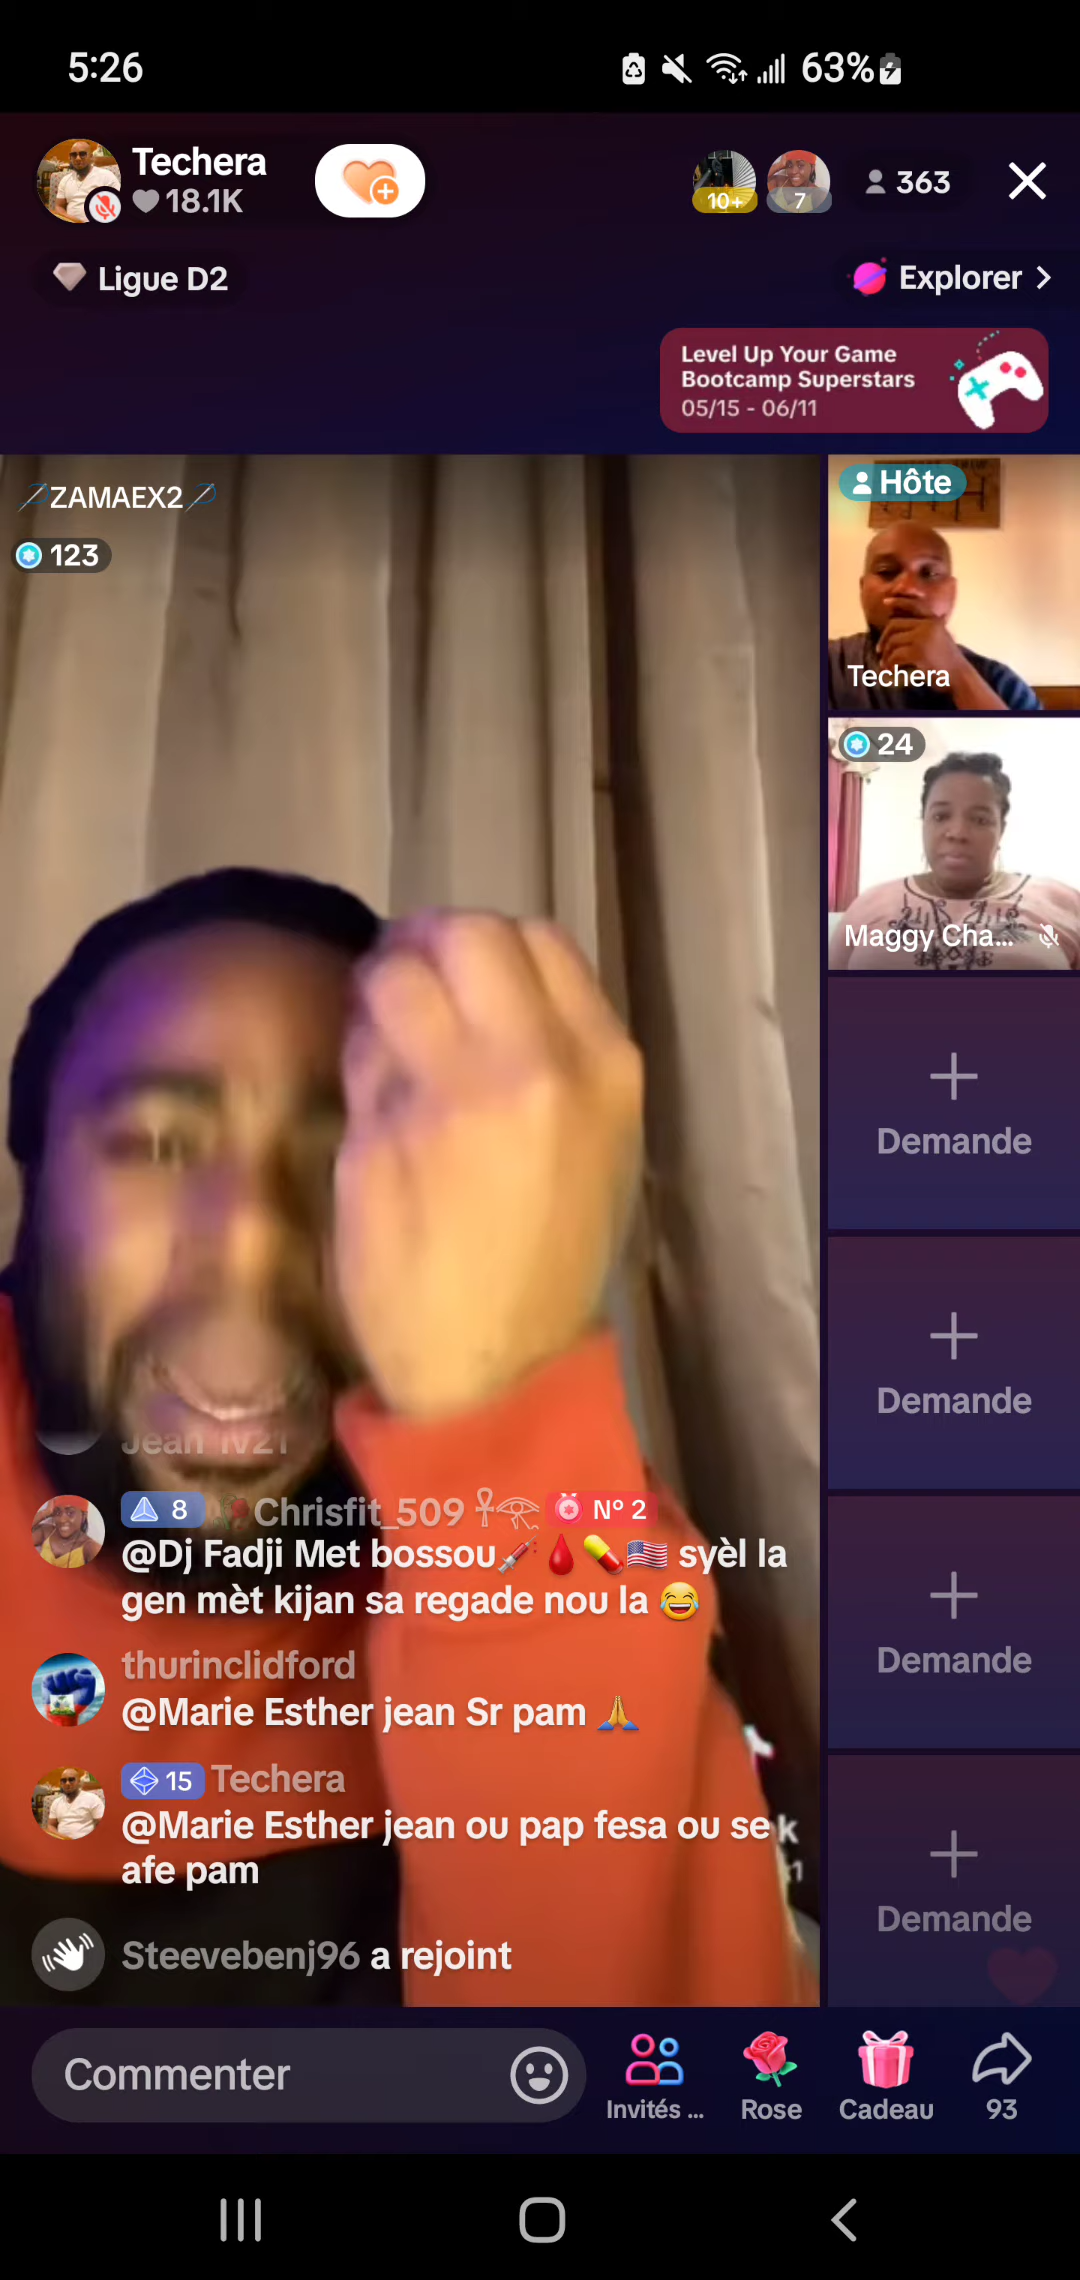 5:26
63%
Techera
18.1K
10+
7
363
Ligue D2
Explorer
Level Up Your Game
Bootcamp Superstars
05/15 - 06/11
ZAMAEX2
123
Hôte
Techera
24
Maggy Cha...
Demande
Demande
Demande
Demande
8 Chrisfit_509 Nº 2
@Dj Fadji Met bossou💉🩸💊🇺🇸 syèl la
gen mèt kijan sa regade nou la 😂
thurinclidford
@Marie Esther jean Sr pam 🙏
15 Techera
@Marie Esther jean ou pap fesa ou se
afe pam
Steevebenj96 a rejoint
Commenter
Invités ...
Rose
Cadeau
93